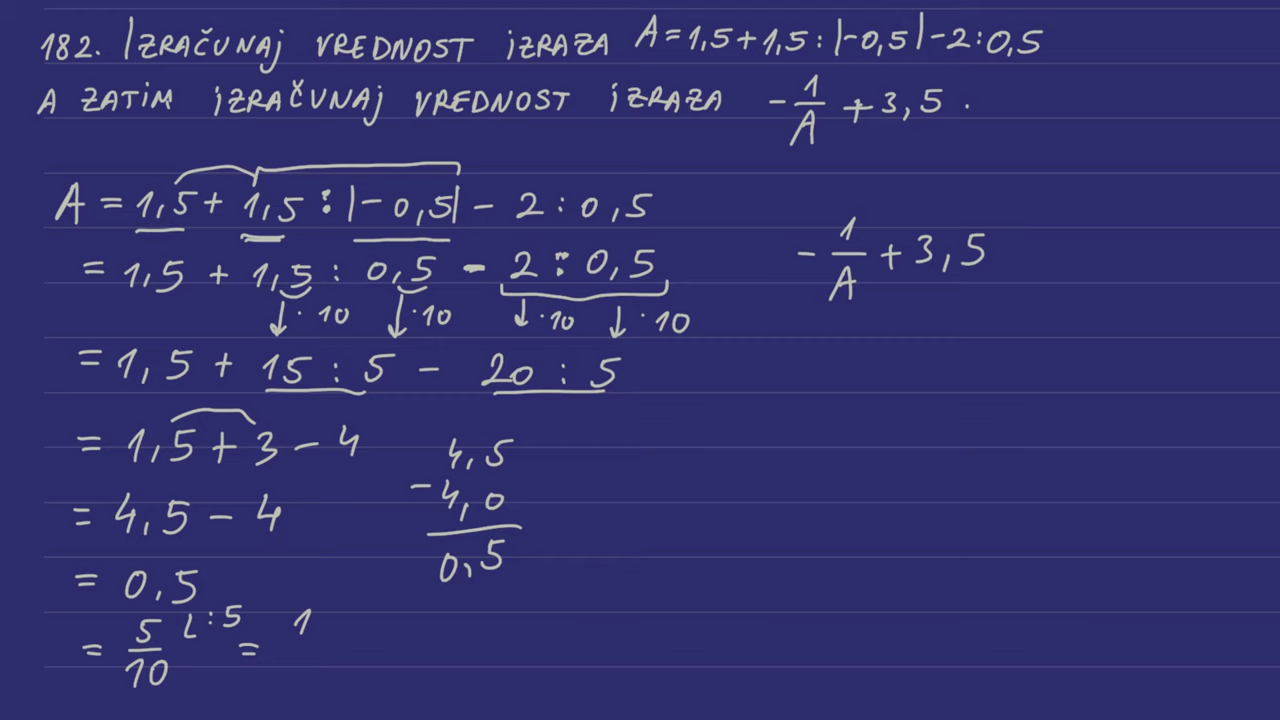 182. IZRAČUNAJ VREDNOST IZRAZA A=1,5+1,5:|-0,5|-2:0,5
A ZATIM IZRAČUNAJ VREDNOST IZRAZA -1/A +3,5.
A = 1,5 + 1,5 : |-0,5| - 2 : 0,5
= 1,5 + 1,5 : 0,5 - 2 : 0,5
↓·10 ↓·10 ↓·10 ↓·10
= 1,5 + 15 : 5 - 20 : 5
= 1,5 + 3 - 4
= 4,5 - 4
= 0,5
= 5/10 L:5 = 1
4,5
-4,0
0,5
-1/A + 3,5